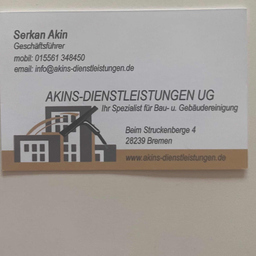 Serkan Akin
Geschäftsführer
mobil: 015561 348450
email: info@akins-dienstleistungen.de
AKINS-DIENSTLEISTUNGEN UG
Ihr Spezialist für Bau- u. Gebäudereinigung
Beim Struckenberge 4
28239 Bremen
www.akins-dienstleistungen.de